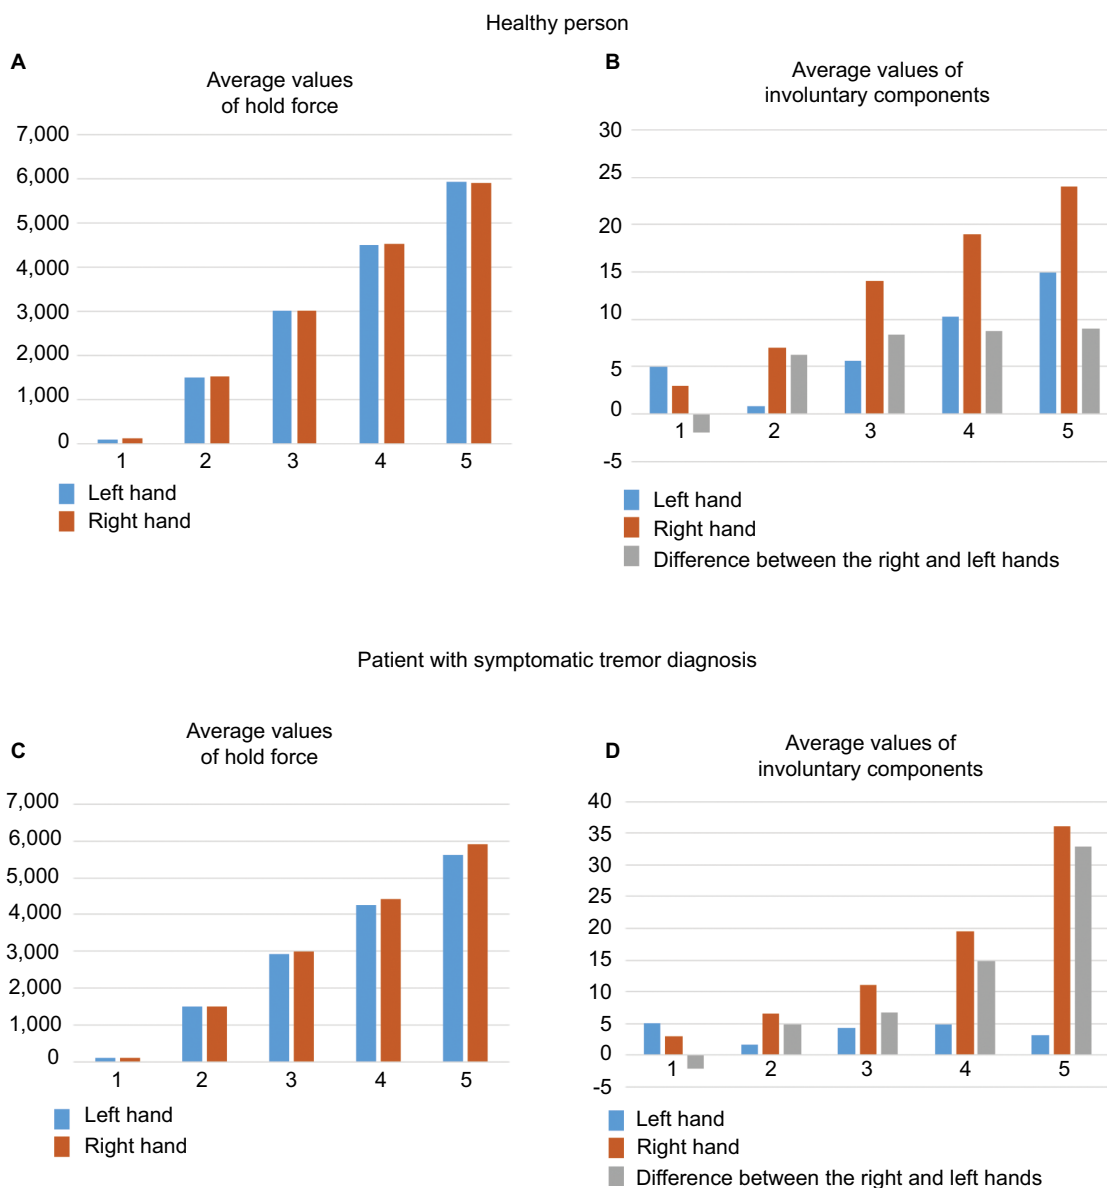 Healthy person
A
Average values
of hold force
7,000
6,000
5,000
4,000
3,000
2,000
1,000
0
1 2 3 4 5
Left hand
Right hand
B
Average values of
involuntary components
30
25
20
15
10
5
0
-5
1 2 3 4 5
Left hand
Right hand
Difference between the right and left hands
Patient with symptomatic tremor diagnosis
C
Average values
of hold force
7,000
6,000
5,000
4,000
3,000
2,000
1,000
0
1 2 3 4 5
Left hand
Right hand
D
Average values of
involuntary components
40
35
30
25
20
15
10
5
0
-5
1 2 3 4 5
Left hand
Right hand
Difference between the right and left hands